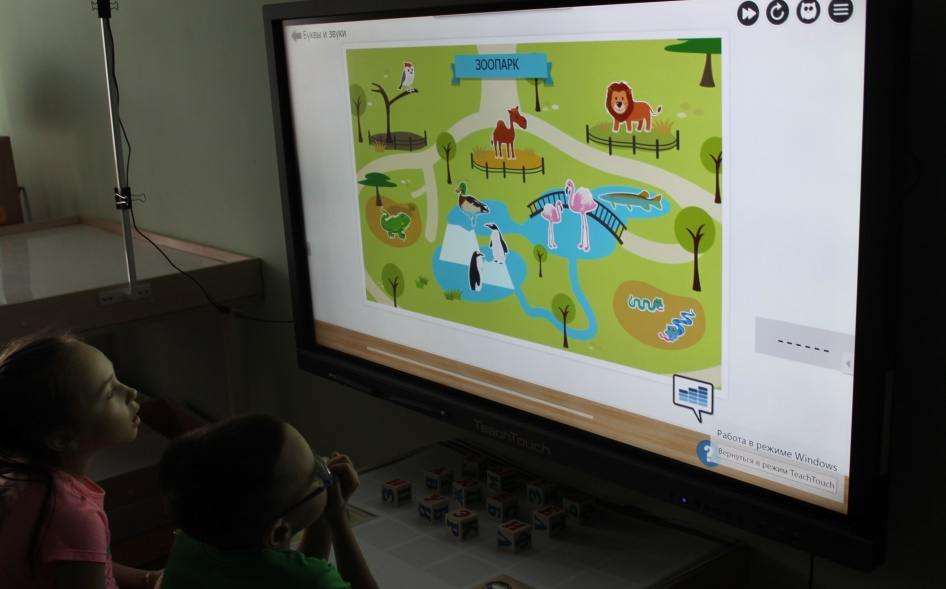 Буквы и звуки
ЗООПАРК
?
Работа в режиме Windows
Вернуться в режим TeachTouch
TeachTouch